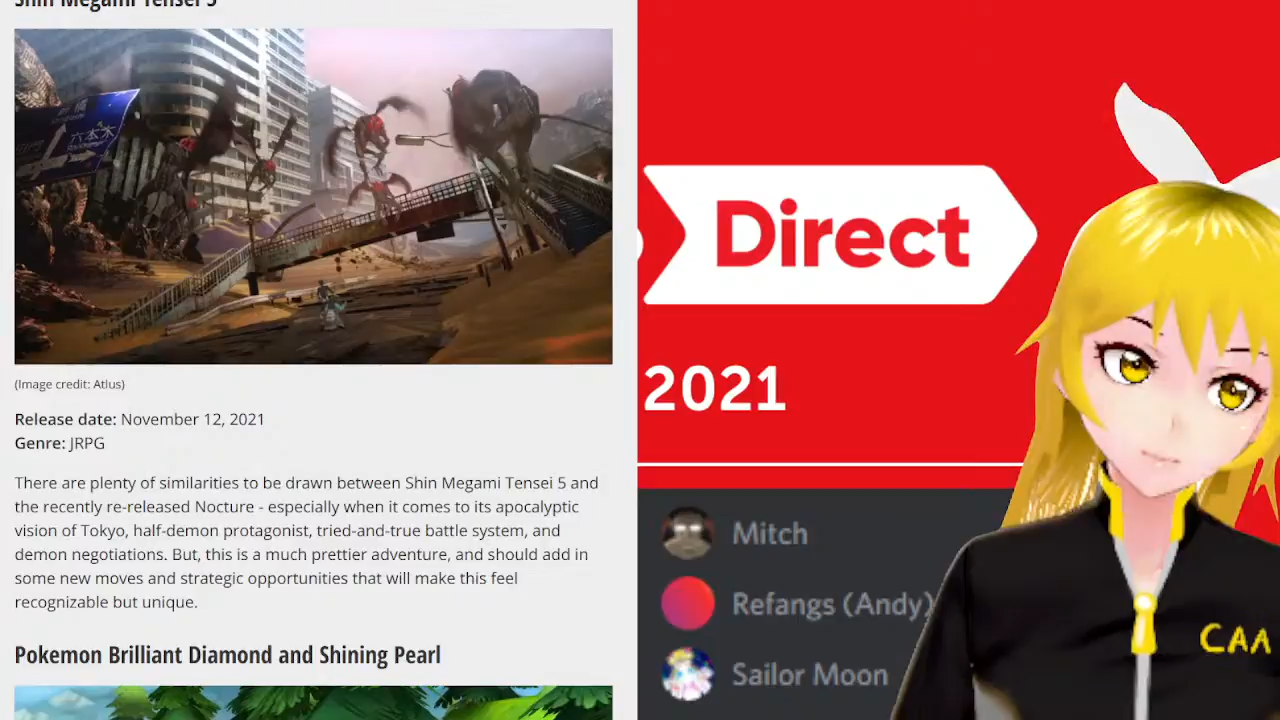 Shin Megami Tensei 5
六本木
(Image credit: Atlus)
Release date: November 12, 2021
Genre: JRPG
There are plenty of similarities to be drawn between Shin Megami Tensei 5 and
the recently re-released Nocture - especially when it comes to its apocalyptic
vision of Tokyo, half-demon protagonist, tried-and-true battle system, and
demon negotiations. But, this is a much prettier adventure, and should add in
some new moves and strategic opportunities that will make this feel
recognizable but unique.
Pokemon Brilliant Diamond and Shining Pearl
Direct
2021
Mitch
Refangs (Andy)
Sailor Moon
CAA